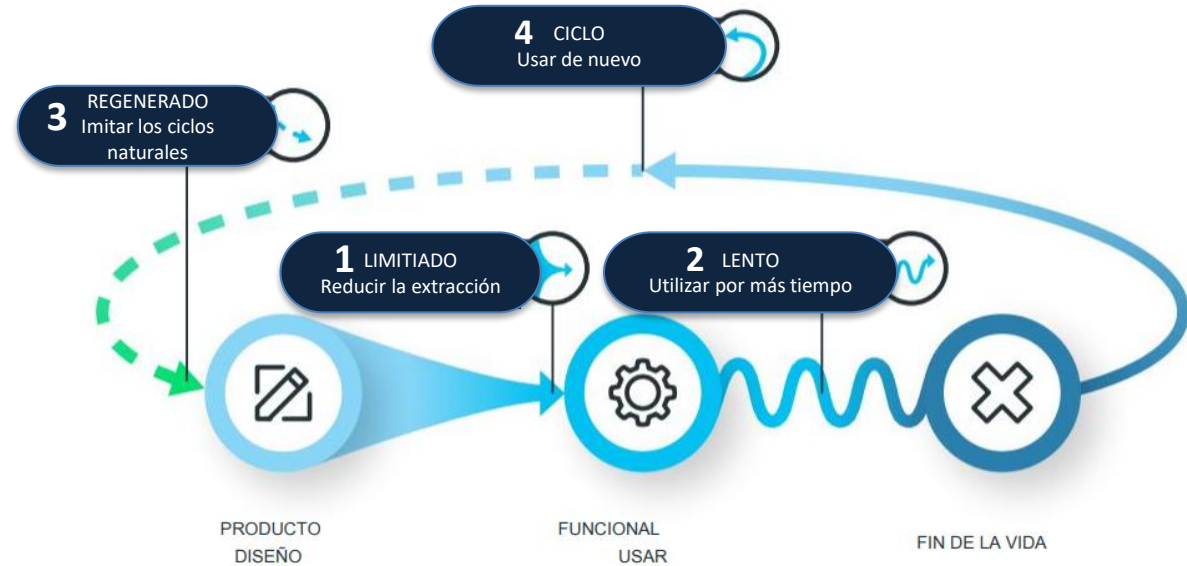 4 CICLO
Usar de nuevo
3 REGENERADO
Imitar los ciclos
naturales
1 LIMITIADO
Reducir la extracción
2 LENTO
Utilizar por más tiempo
PRODUCTO
DISEÑO
FUNCIONAL
USAR
FIN DE LA VIDA